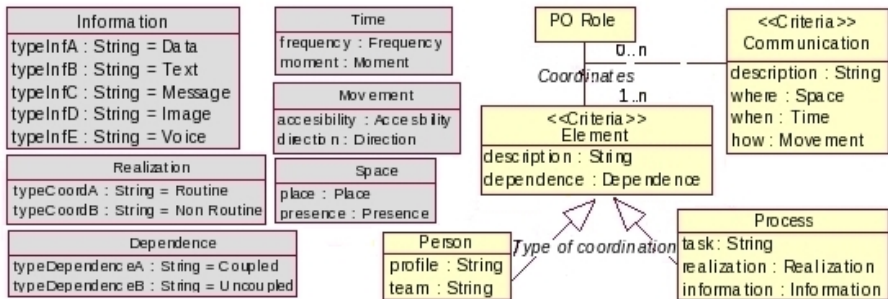 Information
typeInfA : String = Data
typeInfB : String = Text
typeInfC : String = Message
typeInfD : String = Image
typeInfE : String = Voice
Realization
typeCoordA : String = Routine
typeCoordB : String = Non Routine
Dependence
typeDependenceA : String = Coupled
typeDependenceB : String = Uncoupled
Time
frequency : Frequency
moment : Moment
Movement
accesibility : Accesbility
direction : Direction
Space
place : Place
presence : Presence
PO Role
0..n
Coordinates
1..n
<<Criteria>>
Communication
description : String
where : Space
when : Time
how : Movement
<<Criteria>>
Element
description : String
dependence : Dependence
Type of coordination
Person
profile : String
team : String
Process
task: String
realization : Realization
information : Information